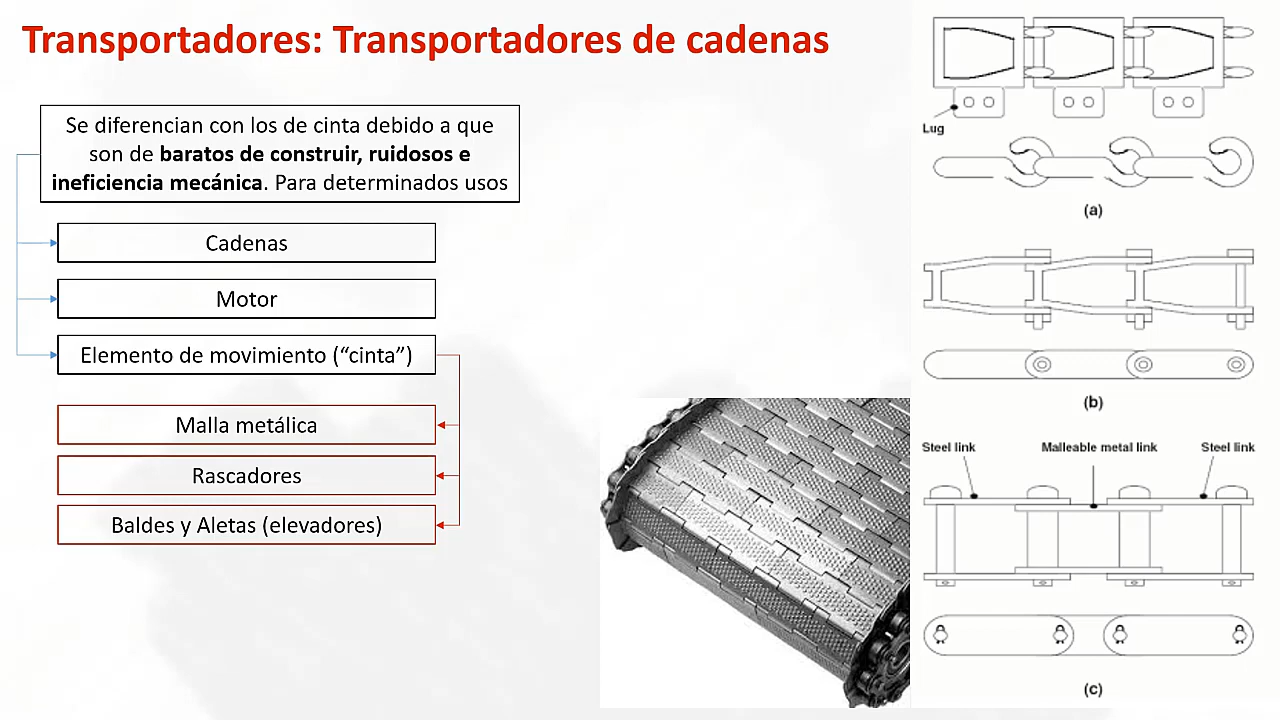 Transportadores: Transportadores de cadenas
Se diferencian con los de cinta debido a que
son de baratos de construir, ruidosos e
ineficiencia mecánica. Para determinados usos
Cadenas
Motor
Elemento de movimiento (“cinta”)
Malla metálica
Rascadores
Baldes y Aletas (elevadores)
Lug
(a)
(b)
Steel link
Malleable metal link
Steel link
(c)